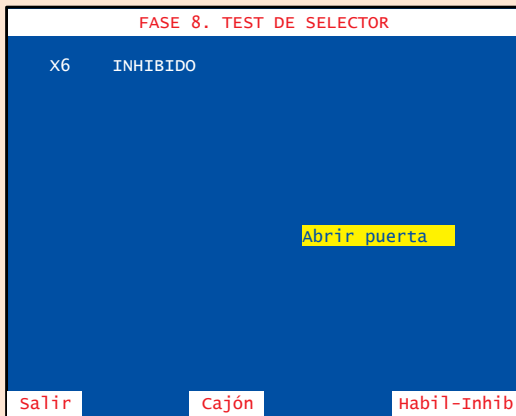 FASE 8. TEST DE SELECTOR
X6 INHIBIDO
Abrir puerta
Salir Cajón Habil-Inhib